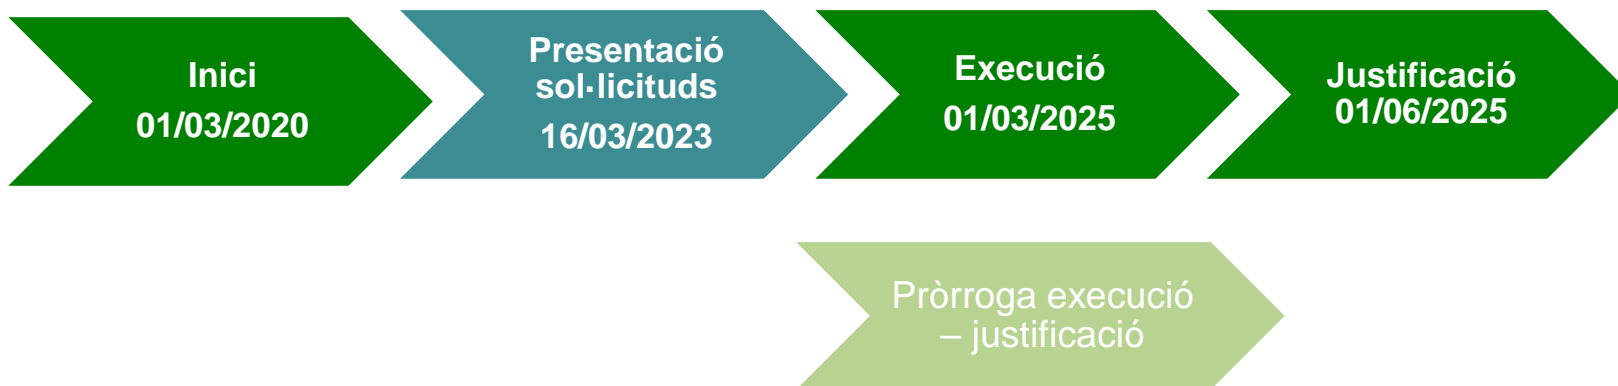 Inici
01/03/2020
Presentació
sol·licituds
16/03/2023
Execució
01/03/2025
Justificació
01/06/2025
Pròrroga execució
– justificació